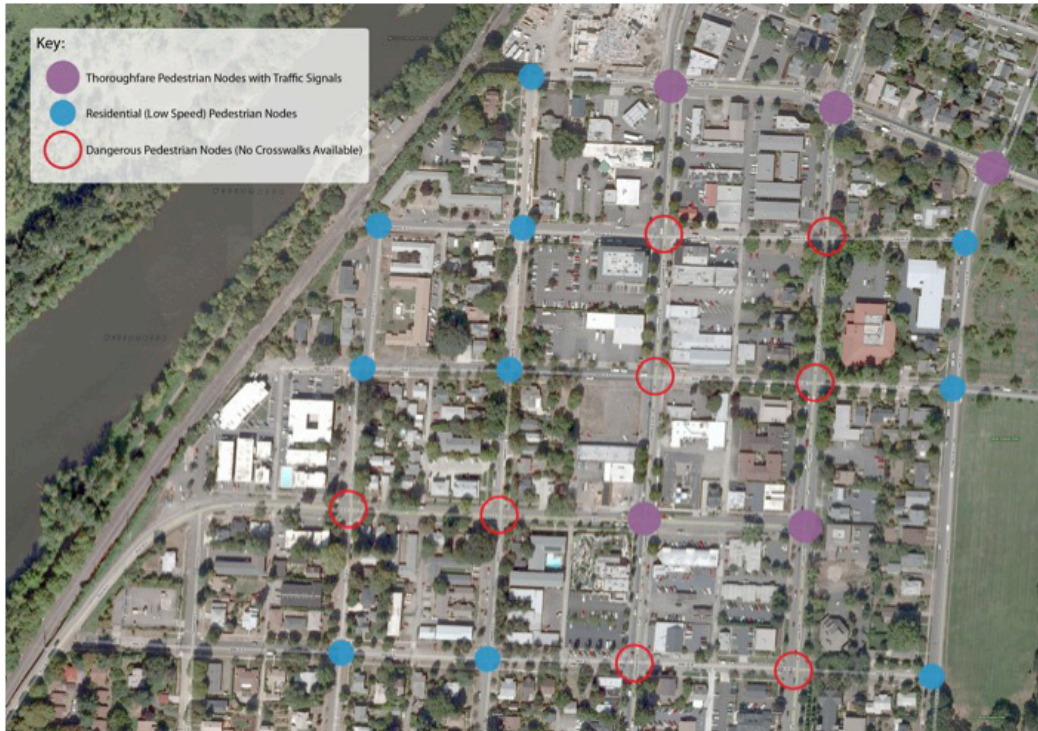 Key:
Thoroughfare Pedestrian Nodes with Traffic Signals
Residential (Low Speed) Pedestrian Nodes
Dangerous Pedestrian Nodes (No Crosswalks Available)